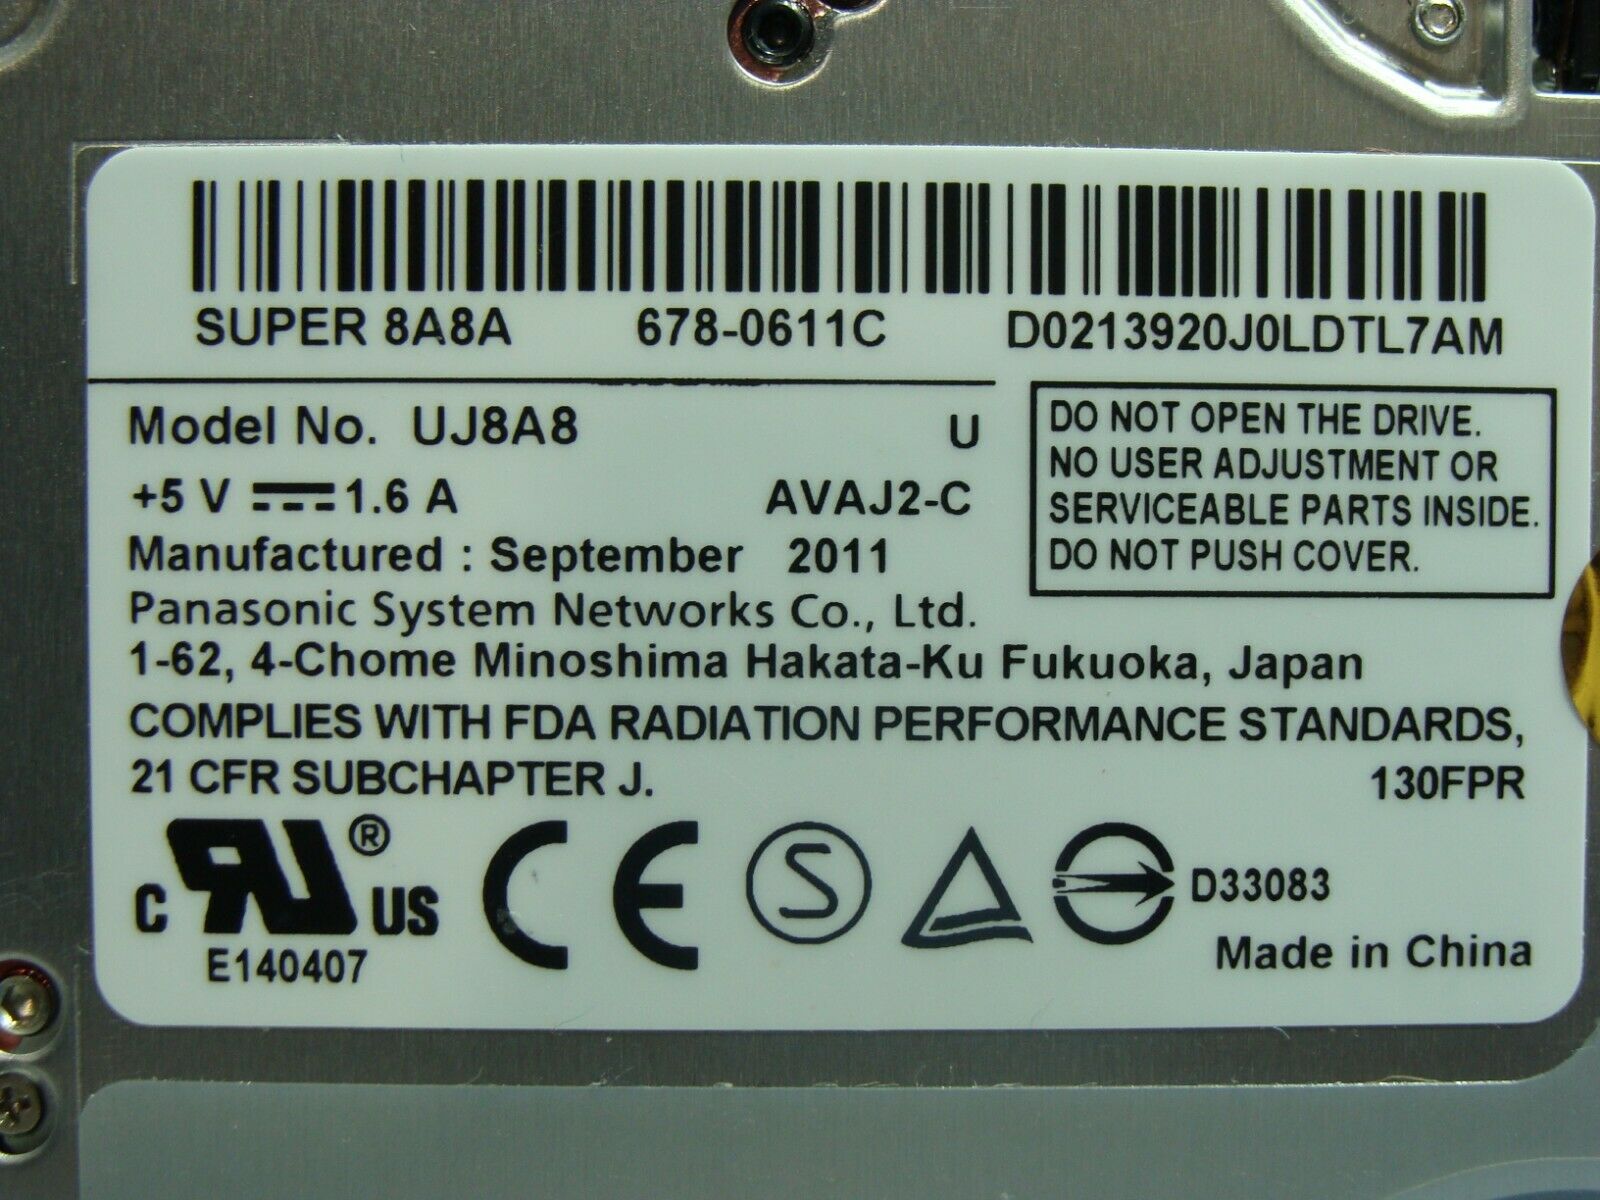 SUPER 8A8A 678-0611C D0213920J0LDTL7AM
Model No. UJ8A8 U
+5 V 1.6 A AVAJ2-C
Manufactured : September 2011
DO NOT OPEN THE DRIVE.
NO USER ADJUSTMENT OR
SERVICEABLE PARTS INSIDE.
DO NOT PUSH COVER.
Panasonic System Networks Co., Ltd.
1-62, 4-Chome Minoshima Hakata-Ku Fukuoka, Japan
COMPLIES WITH FDA RADIATION PERFORMANCE STANDARDS,
21 CFR SUBCHAPTER J. 130FPR
C RU ® US CE S D33083
E140407 Made in China